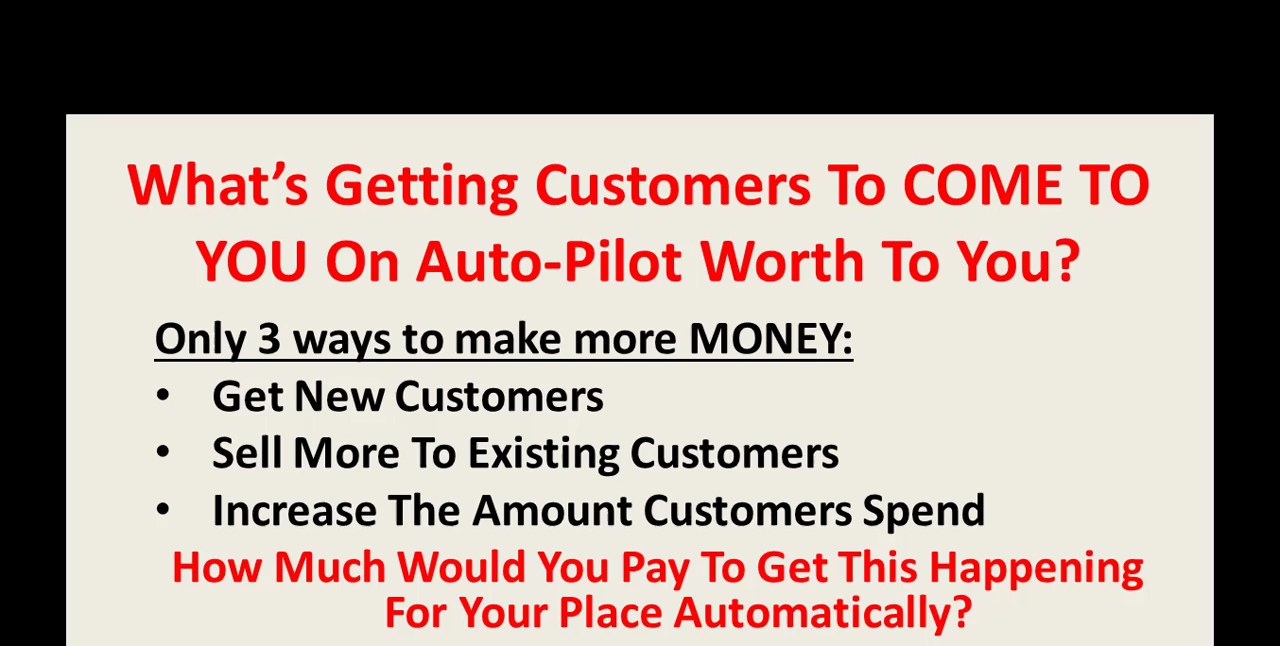 What’s Getting Customers To COME TO
YOU On Auto-Pilot Worth To You?
Only 3 ways to make more MONEY:
• Get New Customers
• Sell More To Existing Customers
• Increase The Amount Customers Spend
How Much Would You Pay To Get This Happening
For Your Place Automatically?